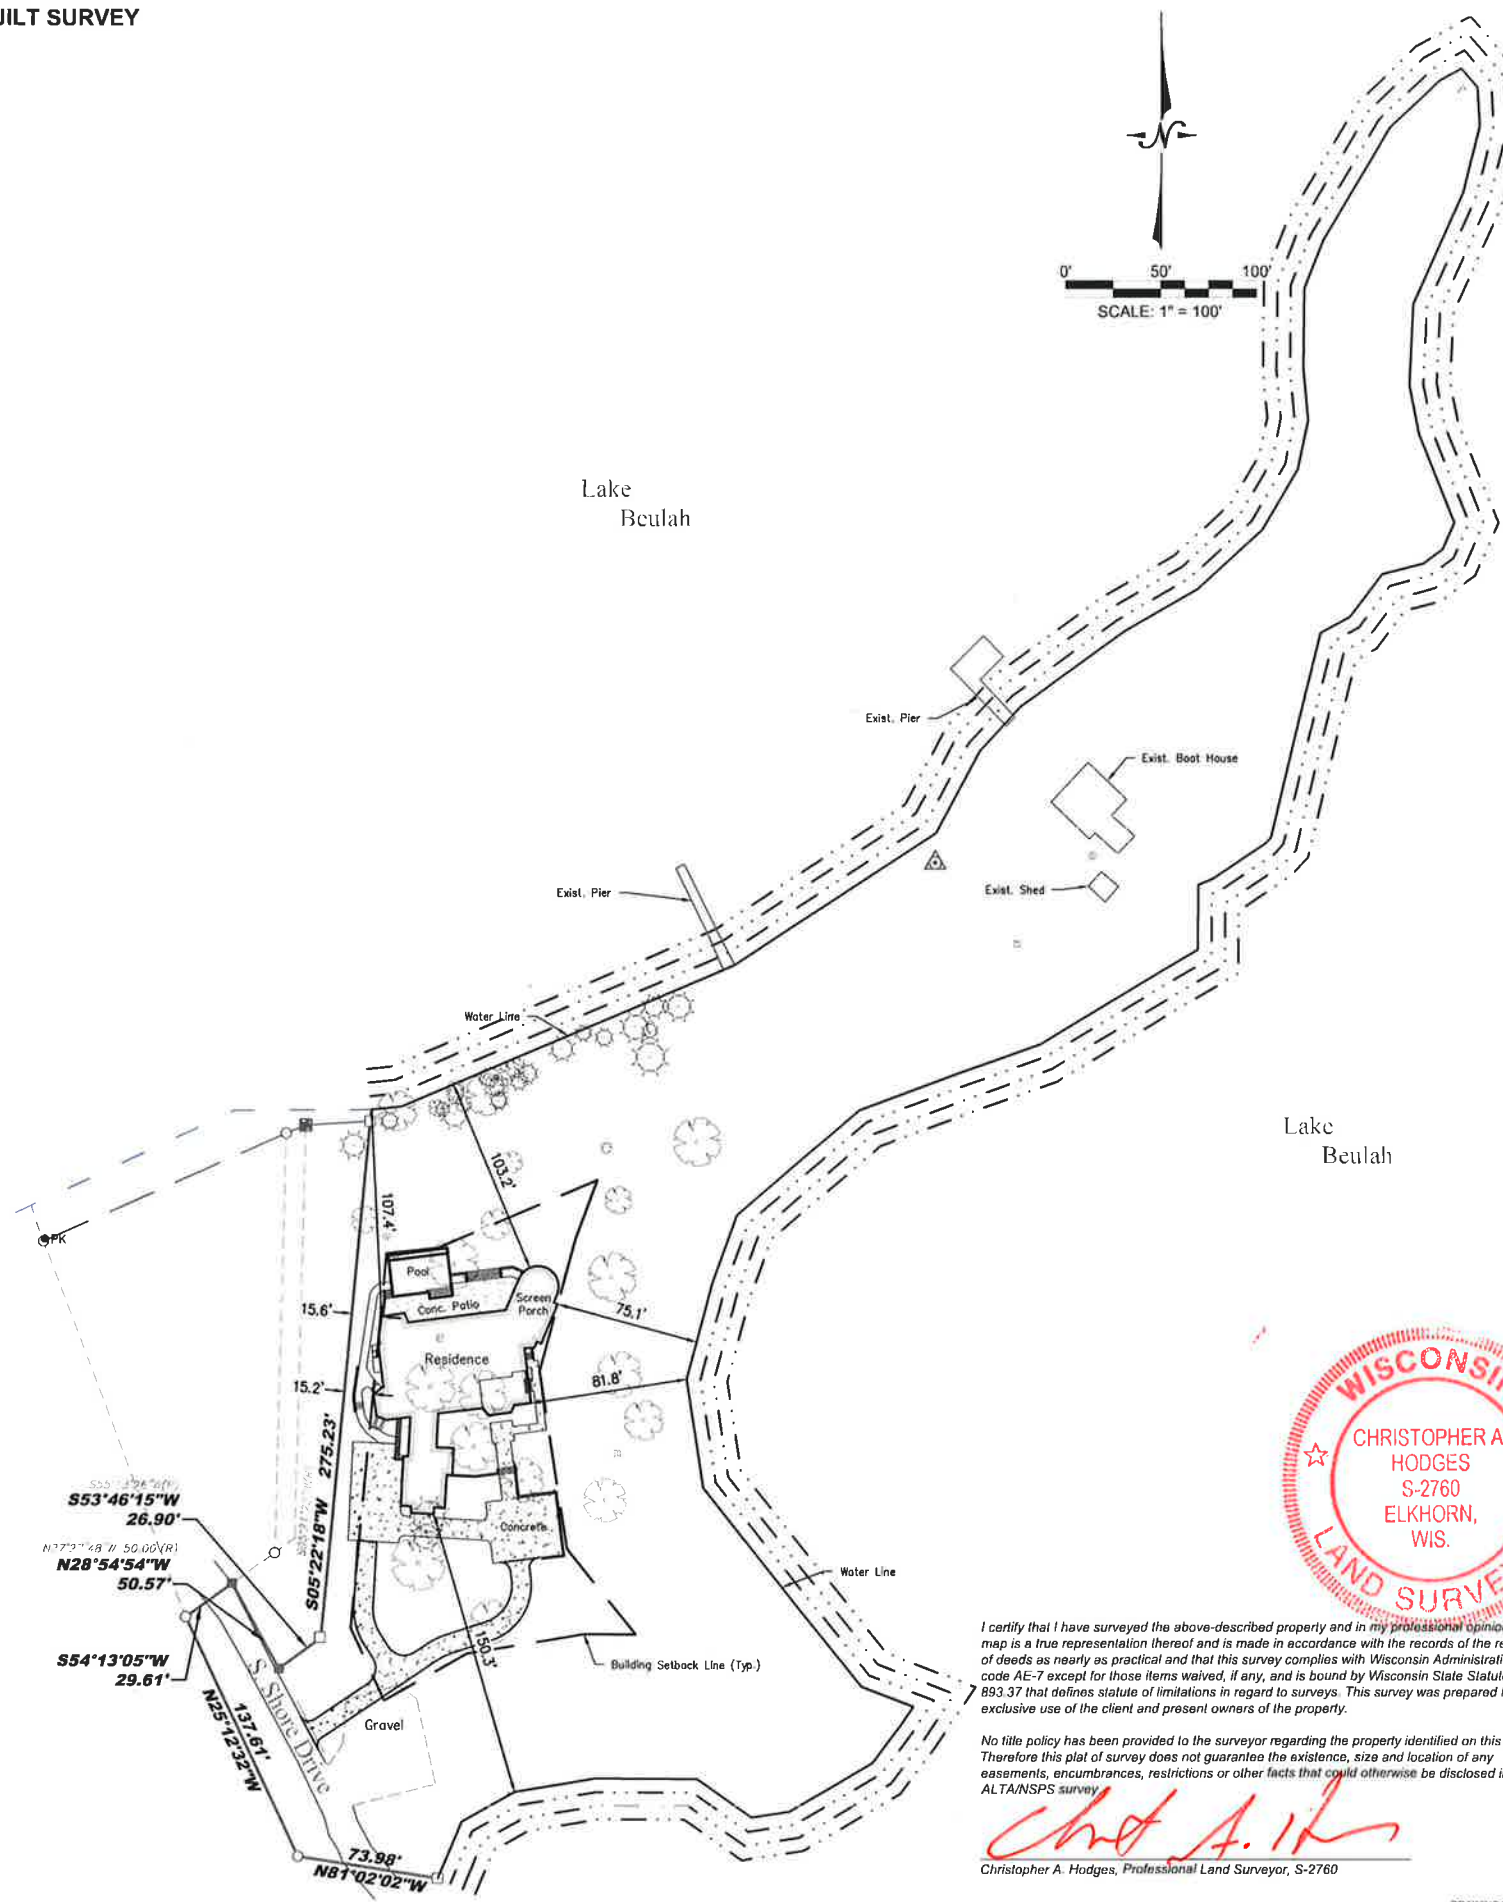 SURVEY
N
0' 50' 100'
SCALE: 1" = 100'
Lake
Beulah
Exist. Pier
Exist. Boat House
Exist. Pier
Exist. Shed
Water Line
Lake
Beulah
PK
103.2'
107.4'
Pool
Conc. Patio
Screen
Porch
15.6'
75.1'
Residence
15.2'
81.8'
S05°22'18"W 275.23'
S53°46'15"W
26.90'
50.00'(R)
N28°54'54"W
50.57'
S54°13'05"W
29.61'
Concrete
Water Line
150.3'
Building Setback Line (Typ.)
S Shore Drive
Gravel
137.61'
N25°12'32"W
73.98'
N81°02'02"W
CHRISTOPHER A
HODGES
S-2760
ELKHORN,
WIS.
LAND
I certify that I have surveyed the above-described property and in my professional
map is a true representation thereof and is made in accordance with the records of the
of deeds as nearly as practical and that this survey complies with Wisconsin
code AE-7 except for those items waived, if any, and is bound by Wisconsin State
893.37 that defines statute of limitations in regard to surveys. This survey was prepared
exclusive use of the client and present owners of the property.
No title policy has been provided to the surveyor regarding the property identified on this
Therefore this plat of survey does not guarantee the existence, size and location of any
easements, encumbrances, restrictions or other facts that could otherwise be disclosed
ALTA/NSPS survey
Christopher A. Hodges, Professional Land Surveyor, S-2760